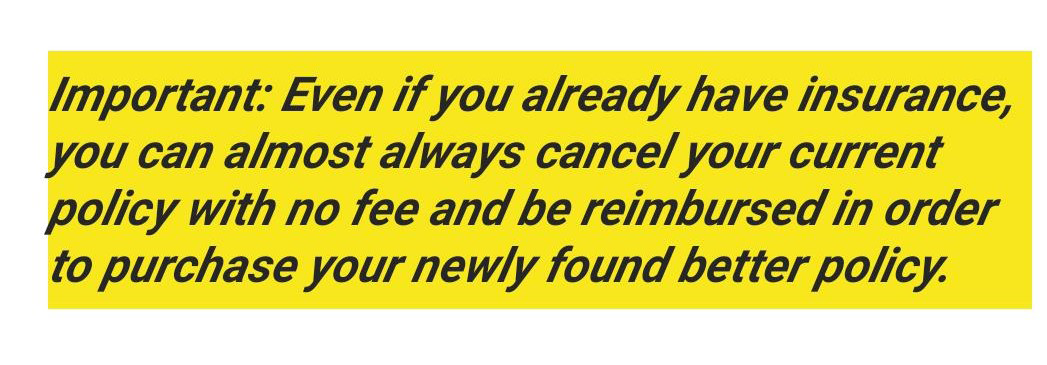 Important: Even if you already have insurance,
you can almost always cancel your current
policy with no fee and be reimbursed in order
to purchase your newly found better policy.